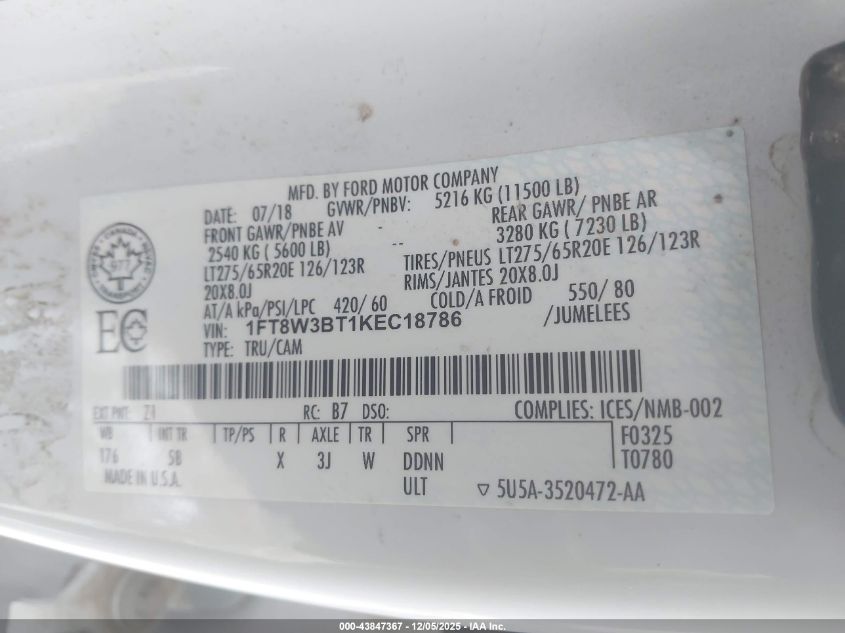 MFD. BY FORD MOTOR COMPANY
DATE: 07/18 GVWR/PNBV: 5216 KG (11500 LB)
FRONT GAWR/PNBE AV - REAR GAWR/ PNBE AR
2540 KG ( 5600 LB) -- 3280 KG ( 7230 LB)
LT275/65R20E 126/123R TIRES/PNEUS LT275/65R20E 126/123R
20X8.0J RIMS/JANTES 20X8.0J
AT/A kPa/PSI/LPC 420/ 60 COLD/A FROID 550/ 80
VIN: 1FT8W3BT1KEC18786 /JUMELEES
TYPE: TRU/CAM
EC
EXT PNT: Z1 RC: B7 DSO: COMPLIES: ICES/NMB-002
WB INT TR TP/PS R AXLE TR SPR F0325
176 SB X 3J W DDNN T0780
MADE IN U.S.A. ULT ▽ 5U5A-3520472-AA
000-43847367 - 12/05/2025 - IAA Inc.